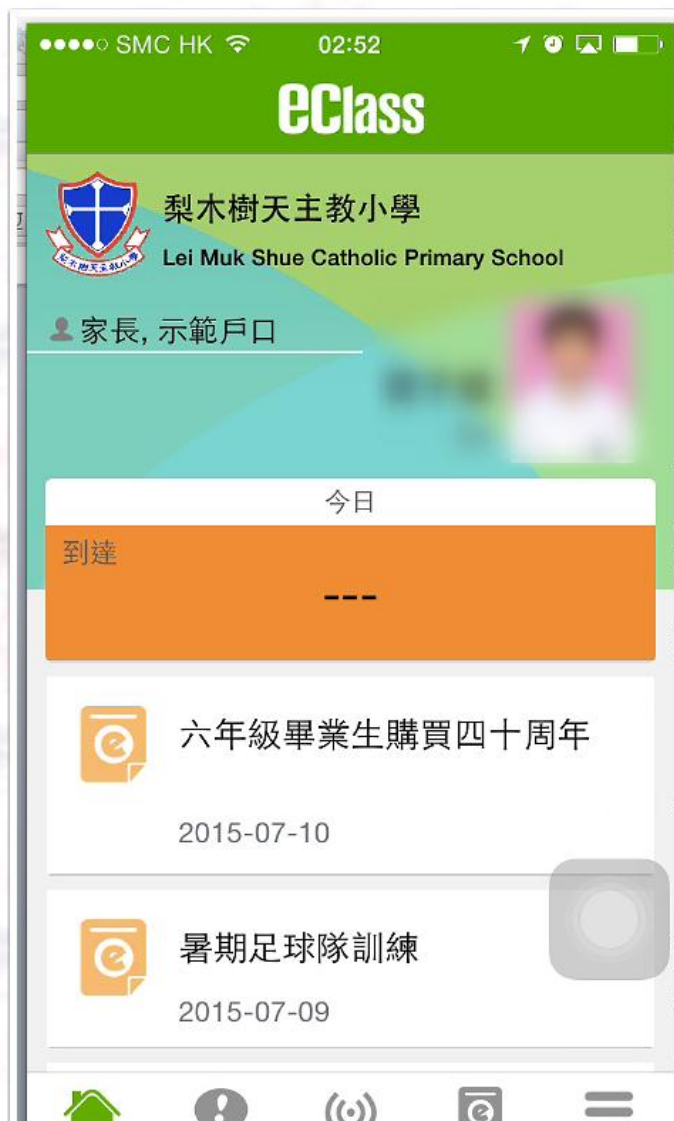 SMC HK 02:52
eClass
梨木樹天主教小學
Lei Muk Shue Catholic Primary School
家長, 示範戶口
今日
到達
---
六年級畢業生購買四十周年
2015-07-10
暑期足球隊訓練
2015-07-09